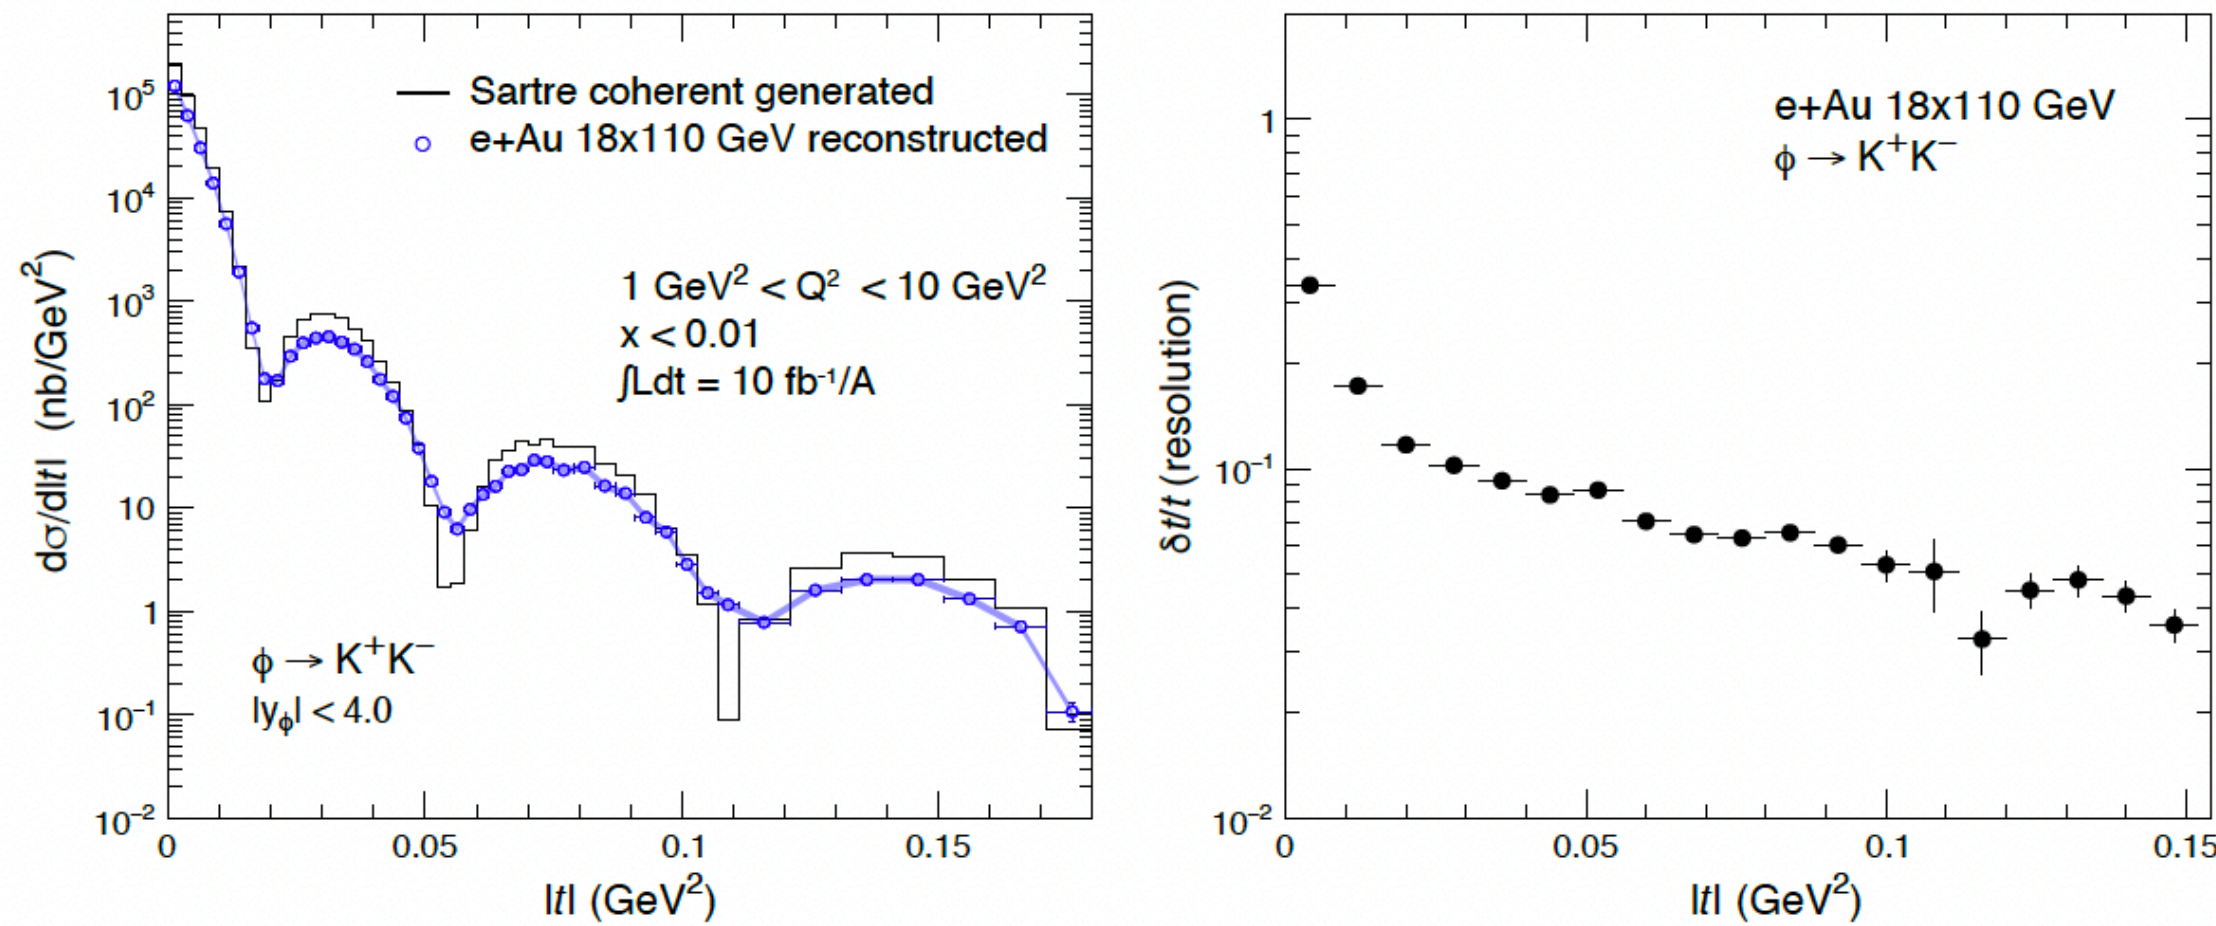 Sartre coherent generated
e+Au 18x110 GeV reconstructed
1 GeV² < Q² < 10 GeV²
x < 0.01
∫Ldt = 10 fb⁻¹/A
ϕ → K⁺K⁻
|y_ϕ| < 4.0
dσ/d|t| (nb/GeV²)
10⁵
10⁴
10³
10²
10
1
10⁻¹
10⁻²
0 0.05 0.1 0.15
|t| (GeV²)
e+Au 18x110 GeV
ϕ → K⁺K⁻
δt/t (resolution)
1
10⁻¹
10⁻²
0 0.05 0.1 0.15
|t| (GeV²)